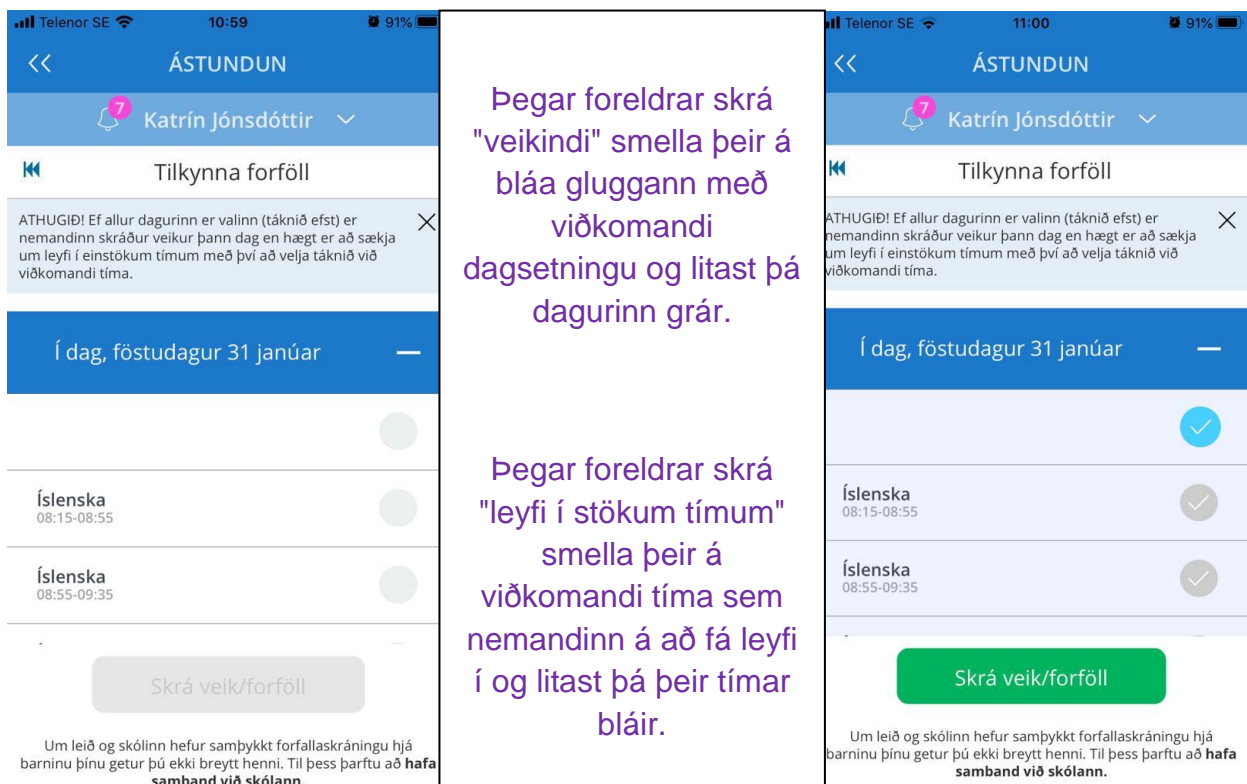 Telenor SE 10:59 91%
<< ÁSTUNDUN
7 Katrín Jónsdóttir
Tilkynna forföll
ATHUGIÐ! Ef allur dagurinn er valinn (táknið efst) er
nemandinn skráður veikur þann dag en hægt er að sækja
um leyfi í einstökum tímum með því að velja táknið við
viðkomandi tíma.
Í dag, föstudagur 31 janúar
Íslenska
08:15-08:55
Íslenska
08:55-09:35
Skrá veik/forföll
Um leið og skólinn hefur samþykkt forfallaskráningu hjá
barninu þínu getur þú ekki breytt henni. Til þess þarftu að hafa
samband við skólann.
Þegar foreldrar skrá
"veikindi" smella þeir á
bláa gluggann með
viðkomandi
dagsetningu og litast þá
dagurinn grár.
Þegar foreldrar skrá
"leyfi í stökum tímum"
smella þeir á
viðkomandi tíma sem
nemandinn á að fá leyfi
í og litast þá þeir tímar
bláir.
Telenor SE 11:00 91%
<< ÁSTUNDUN
7 Katrín Jónsdóttir
Tilkynna forföll
ATHUGIÐ! Ef allur dagurinn er valinn (táknið efst) er
nemandinn skráður veikur þann dag en hægt er að sækja
um leyfi í einstökum tímum með því að velja táknið við
viðkomandi tíma.
Í dag, föstudagur 31 janúar
Íslenska
08:15-08:55
Íslenska
08:55-09:35
Skrá veik/forföll
Um leið og skólinn hefur samþykkt forfallaskráningu hjá
barninu þínu getur þú ekki breytt henni. Til þess þarftu að hafa
samband við skólann.